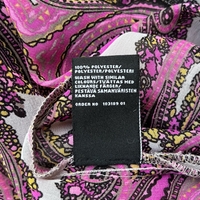 100% POLYESTER/
POLYESTER/POLYESTERI
WASH WITH SIMILAR
COLOURS/TVÄTTAS MED
LIKNANDE FÄRGER/
PESTÄVÄ SAMANVÄRISTEN
KANSSA
ORDER NO 103189 01